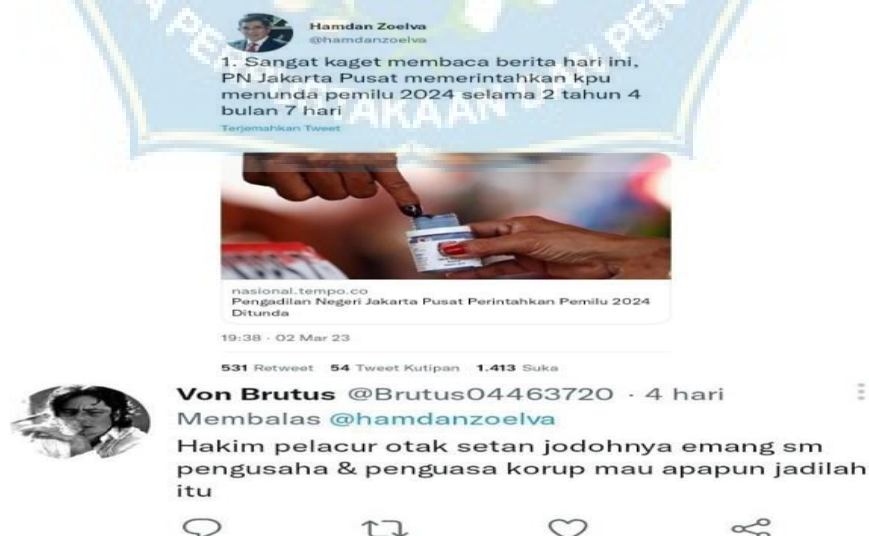 Hamdan Zoelva
@hamdanzoelva
1. Sangat kaget membaca berita hari ini,
PN Jakarta Pusat memerintahkan kpu
menunda pemilu 2024 selama 2 tahun 4
bulan 7 hari
Terjemahkan Tweet
nasional.tempo.co
Pengadilan Negeri Jakarta Pusat Perintahkan Pemilu 2024
Ditunda
19:38 · 02 Mar 23
531 Retweet 54 Tweet Kutipan 1.413 Suka
Von Brutus @Brutus04463720 · 4 hari
Membalas @hamdanzoelva
Hakim pelacur otak setan jodohnya emang sm
pengusaha & penguasa korup mau apapun jadilah
itu